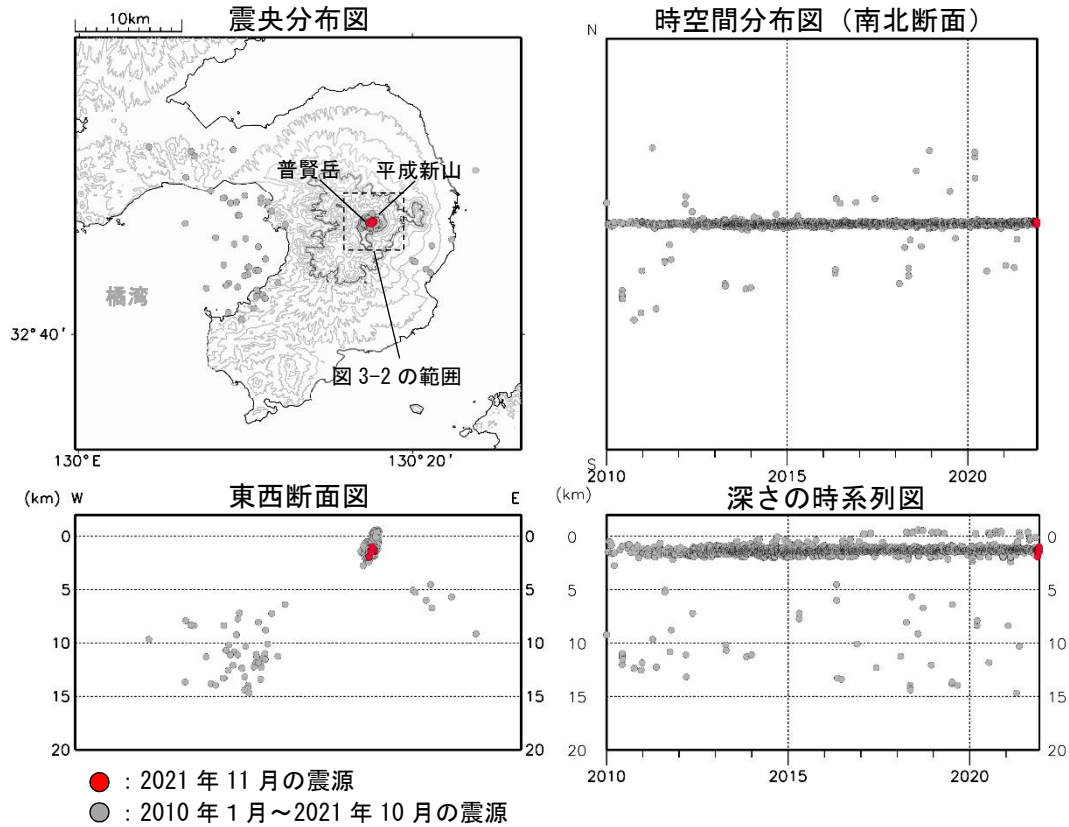 震央分布図
10km
普賢岳
平成新山
橘湾
32°40′
図 3-2 の範囲
130°E
130°20′
時空間分布図（南北断面）
N
S
2010
2015
2020
東西断面図
(km) W
E
0
5
10
15
20
0
5
10
15
20
深さの時系列図
(km)
0
5
10
15
20
0
5
10
15
20
2010
2015
2020
：2021 年 11 月の震源
：2010 年 1 月～2021 年 10 月の震源